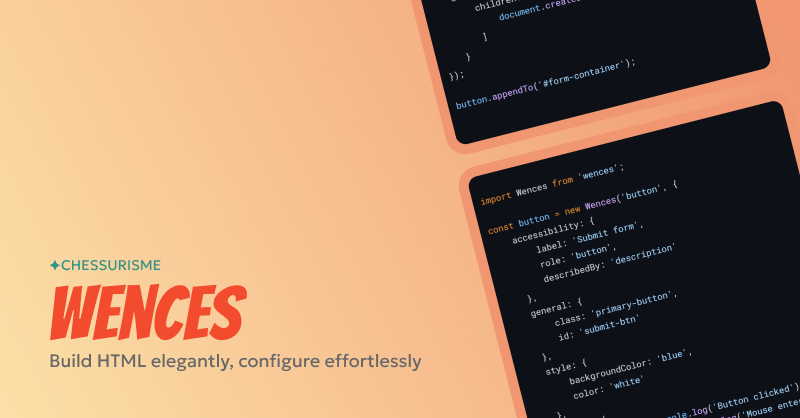 children
document.create
]
}
});
button.appendTo('#form-container');
import Wences from 'wences';
const button = new Wences('button', {
accessibility: {
label: 'Submit form',
role: 'button',
describedBy: 'description'
},
general: {
class: 'primary-button',
id: 'submit-btn'
},
style: {
backgroundColor: 'blue',
color: 'white'
},
.log('Button clicked')
'Mouse enter
✦CHESSURISME
WENCES
Build HTML elegantly, configure effortlessly